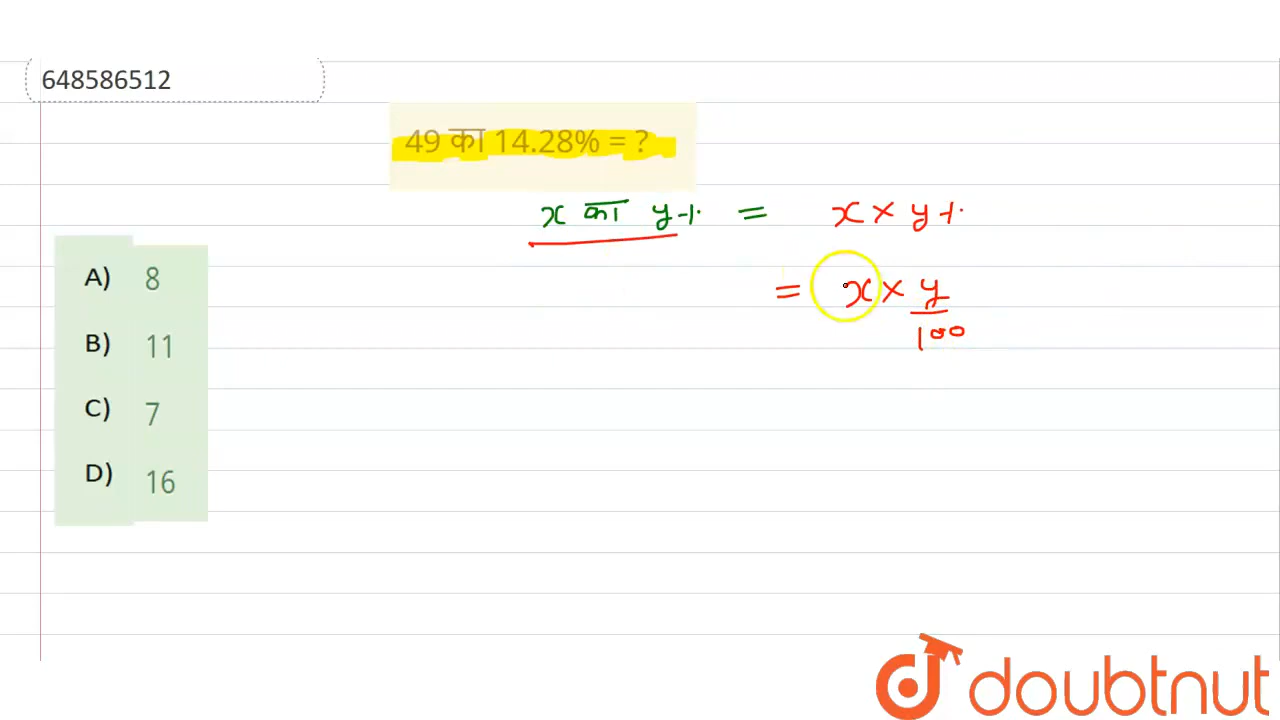 648586512
49 का 14.28% = ?
x का y% = x × y%
= x × y/100
A) 8
B) 11
C) 7
D) 16
doubtnut